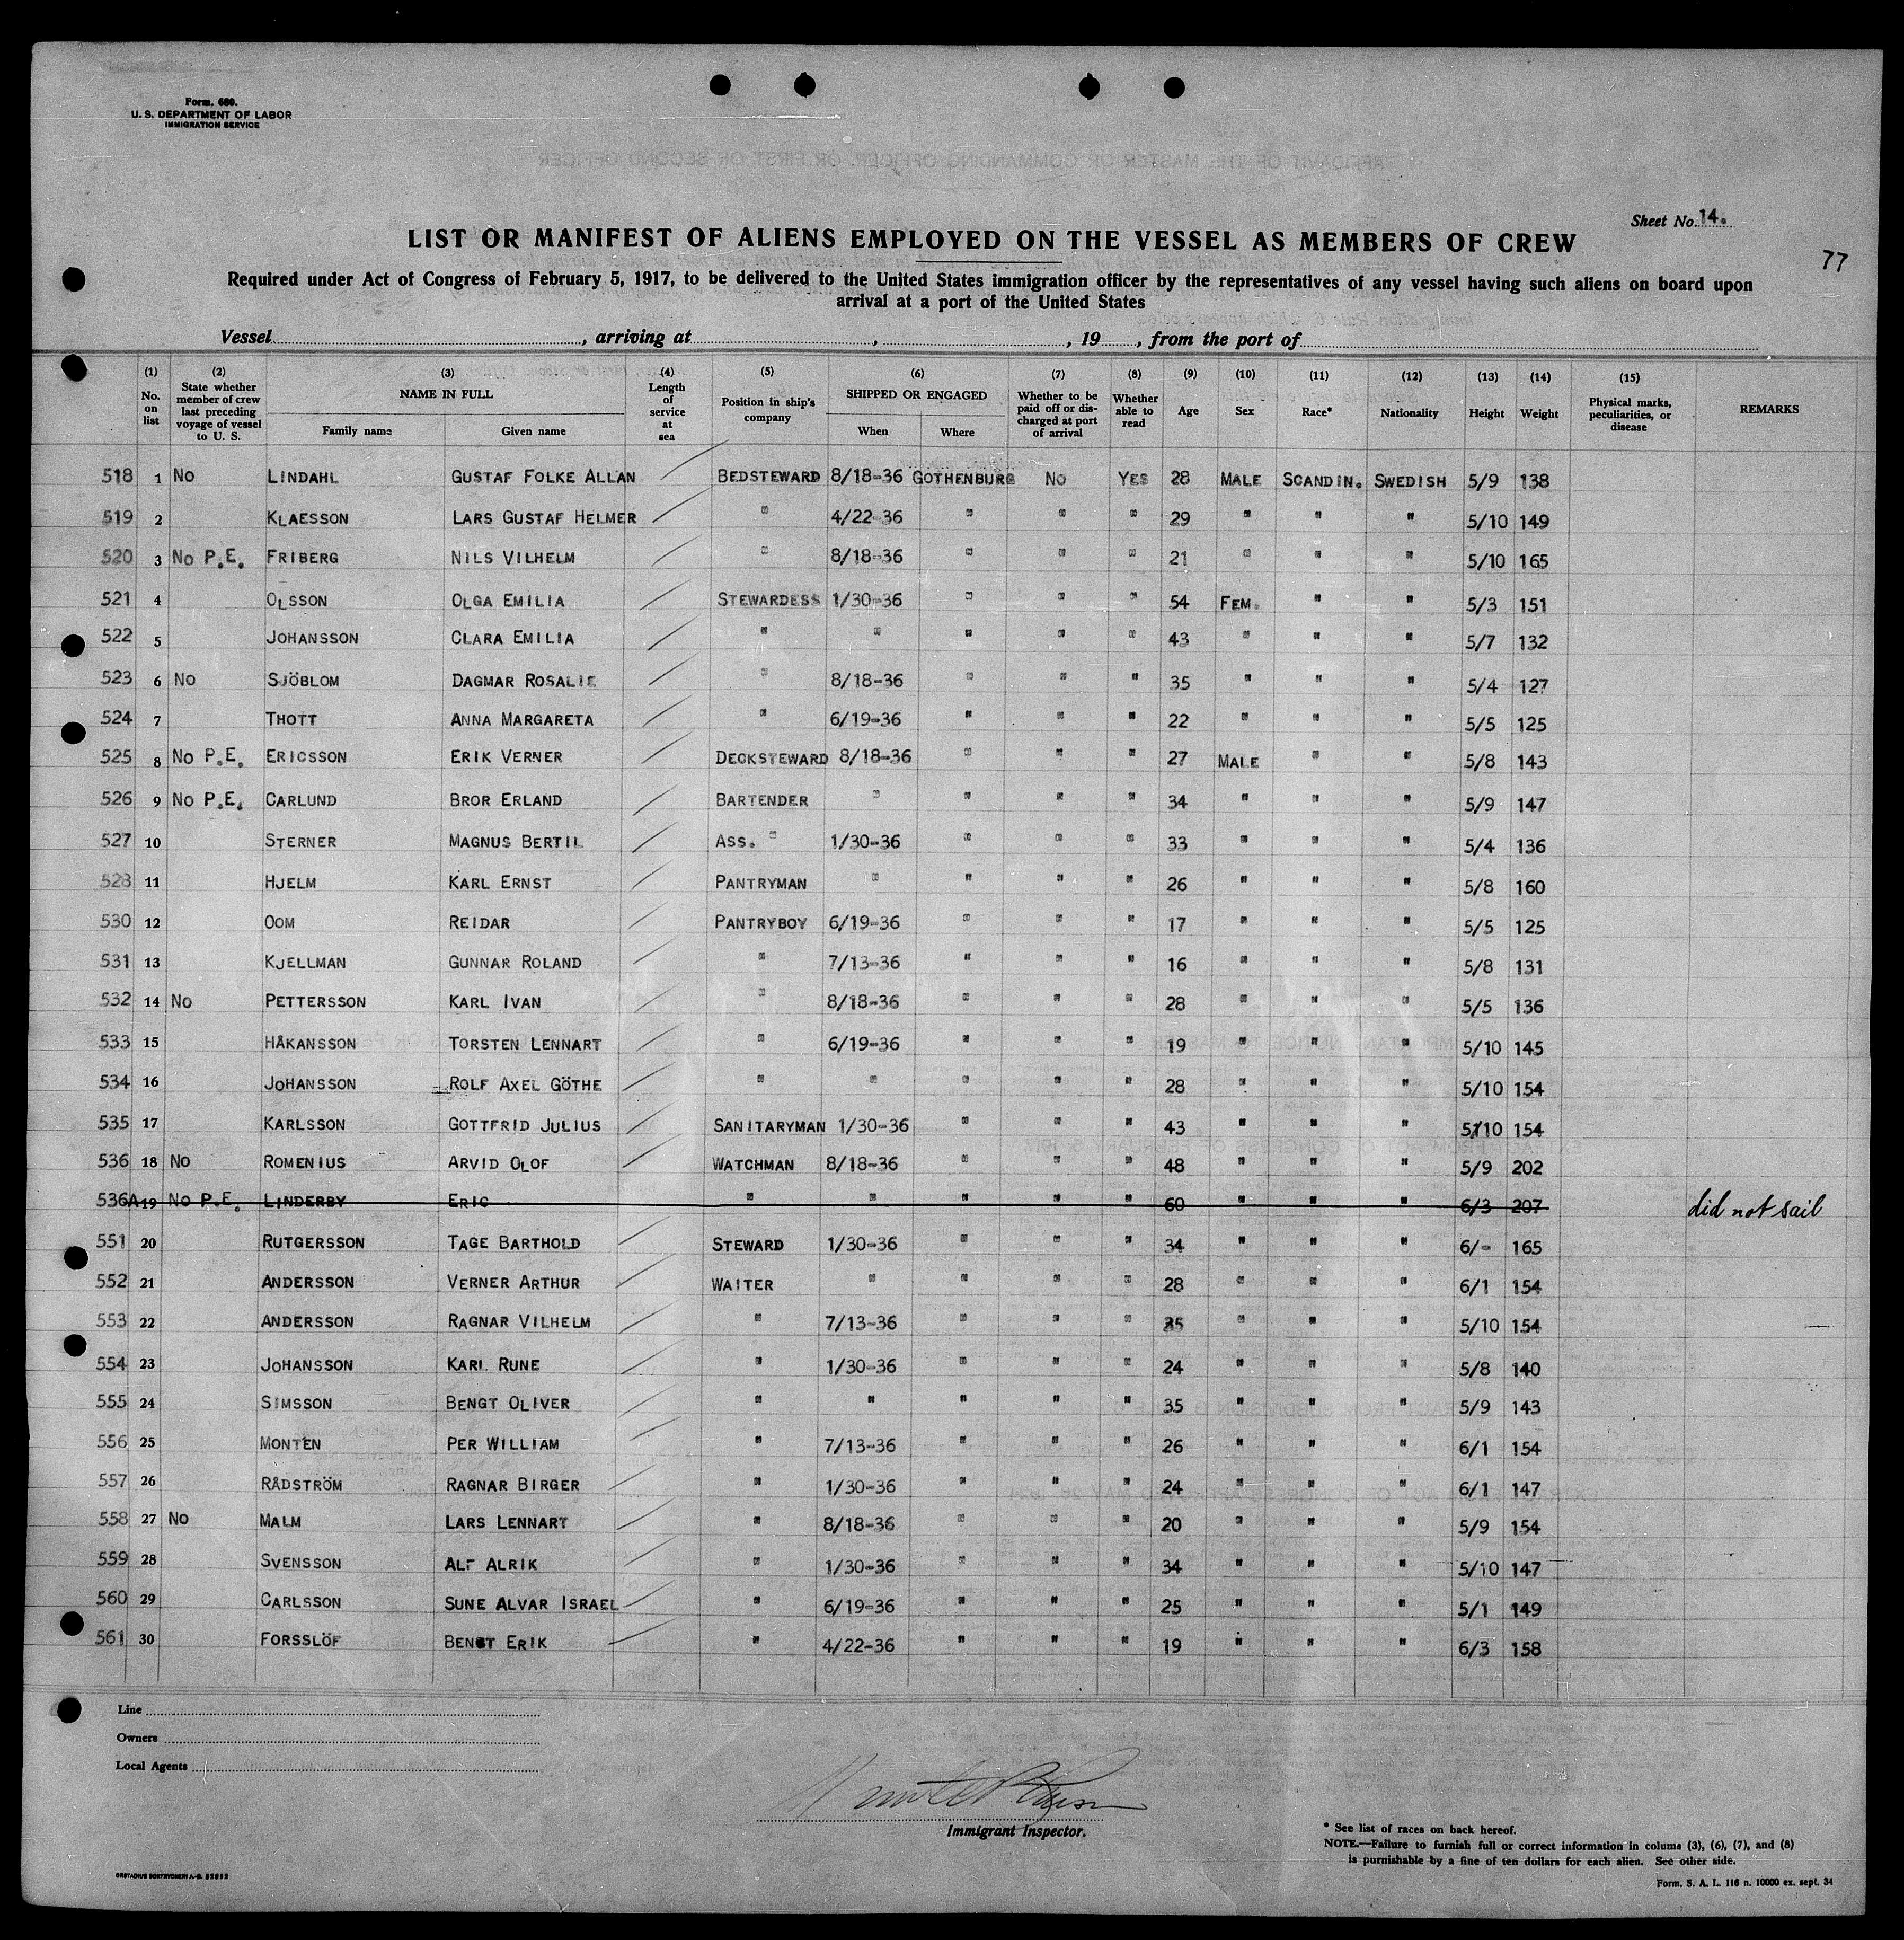 Form. 680.
U. S. DEPARTMENT OF LABOR
IMMIGRATION SERVICE
Sheet No. 14.
77
LIST OR MANIFEST OF ALIENS EMPLOYED ON THE VESSEL AS MEMBERS OF CREW
Required under Act of Congress of February 5, 1917, to be delivered to the United States immigration officer by the representatives of any vessel having such aliens on board upon
arrival at a port of the United States
Vessel , arriving at , , 19 , from the port of
(1) No. on list (2) State whether member of crew last preceding voyage of vessel to U. S. (3) NAME IN FULL Family name Given name (4) Length of service at sea (5) Position in ship's company (6) SHIPPED OR ENGAGED When Where (7) Whether to be paid off or discharged at port of arrival (8) Whether able to read (9) Age (10) Sex (11) Race* (12) Nationality (13) Height (14) Weight (15) Physical marks, peculiarities, or disease REMARKS
518 1 No LINDAHL GUSTAF FOLKE ALLAN BEDSTEWARD 8/18-36 GOTHENBURG No YES 28 MALE SCANDIN. SWEDISH 5/9 138
519 2 KLAESSON LARS GUSTAF HELMER " 4/22-36 " " " 29 " " " 5/10 149
520 3 No P.E. FRIBERG NILS VILHELM " 8/18-36 " " " 21 " " " 5/10 165
521 4 OLSSON OLGA EMILIA STEWARDESS 1/30-36 " " " 54 FEM. " " 5/3 151
522 5 JOHANSSON CLARA EMILIA " " " " " 43 " " " 5/7 132
523 6 No SJÖBLOM DAGMAR ROSALIE " 8/18-36 " " " 35 " " " 5/4 127
524 7 THOTT ANNA MARGARETA " 6/19-36 " " " 22 " " " 5/5 125
525 8 No P.E. ERICSSON ERIK VERNER DECKSTEWARD 8/18-36 " " " 27 MALE " " 5/8 143
526 9 No P.E. CARLUND BROR ERLAND BARTENDER " " " " 34 " " " 5/9 147
527 10 STERNER MAGNUS BERTIL ASS. " 1/30-36 " " " 33 " " " 5/4 136
528 11 HJELM KARL ERNST PANTRYMAN " " " " 26 " " " 5/8 160
530 12 OOM REIDAR PANTRYBOY 6/19-36 " " " 17 " " " 5/5 125
531 13 KJELLMAN GUNNAR ROLAND " 7/13-36 " " " 16 " " " 5/8 131
532 14 No PETTERSSON KARL IVAN " 8/18-36 " " " 28 " " " 5/5 136
533 15 HÅKANSSON TORSTEN LENNART " 6/19-36 " " " 19 " " " 5/10 145
534 16 JOHANSSON ROLF AXEL GÖTHE " " " " " 28 " " " 5/10 154
535 17 KARLSSON GOTTFRID JULIUS SANITARYMAN 1/30-36 " " " 43 " " " 5/10 154
536 18 No ROMENIUS ARVID OLOF WATCHMAN 8/18-36 " " " 48 " " " 5/9 202
536A 19 No P.E. LINDERBY ERIC " " " " " 60 " " " 6/3 207 did not sail
551 20 RUTGERSSON TAGE BARTHOLD STEWARD 1/30-36 " " " 34 " " " 6/- 165
552 21 ANDERSSON VERNER ARTHUR WAITER " " " " 28 " " " 6/1 154
553 22 ANDERSSON RAGNAR VILHELM " 7/13-36 " " " 35 " " " 5/10 154
554 23 JOHANSSON KARL RUNE " 1/30-36 " " " 24 " " " 5/8 140
555 24 SIMSSON BENGT OLIVER " " " " " 35 " " " 5/9 143
556 25 MONTEN PER WILLIAM " 7/13-36 " " " 26 " " " 6/1 154
557 26 RÅDSTRÖM RAGNAR BIRGER " 1/30-36 " " " 24 " " " 6/1 147
558 27 No MALM LARS LENNART " 8/18-36 " " " 20 " " " 5/9 154
559 28 SVENSSON ALF ALRIK " 1/30-36 " " " 34 " " " 5/10 147
560 29 CARLSSON SUNE ALVAR ISRAEL " 6/19-36 " " " 25 " " " 5/1 149
561 30 FORSSLÖF BENGT ERIK " 4/22-36 " " " 19 " " " 6/3 158
Line
Owners
Local Agents
Immigrant Inspector.
* See list of races on back hereof.
NOTE.—Failure to furnish full or correct information in colums (3), (6), (7), and (8)
is purnishable by a fine of ten dollars for each alien. See other side.
Form. S. A. L. 116 n. 10000 ex. sept. 34